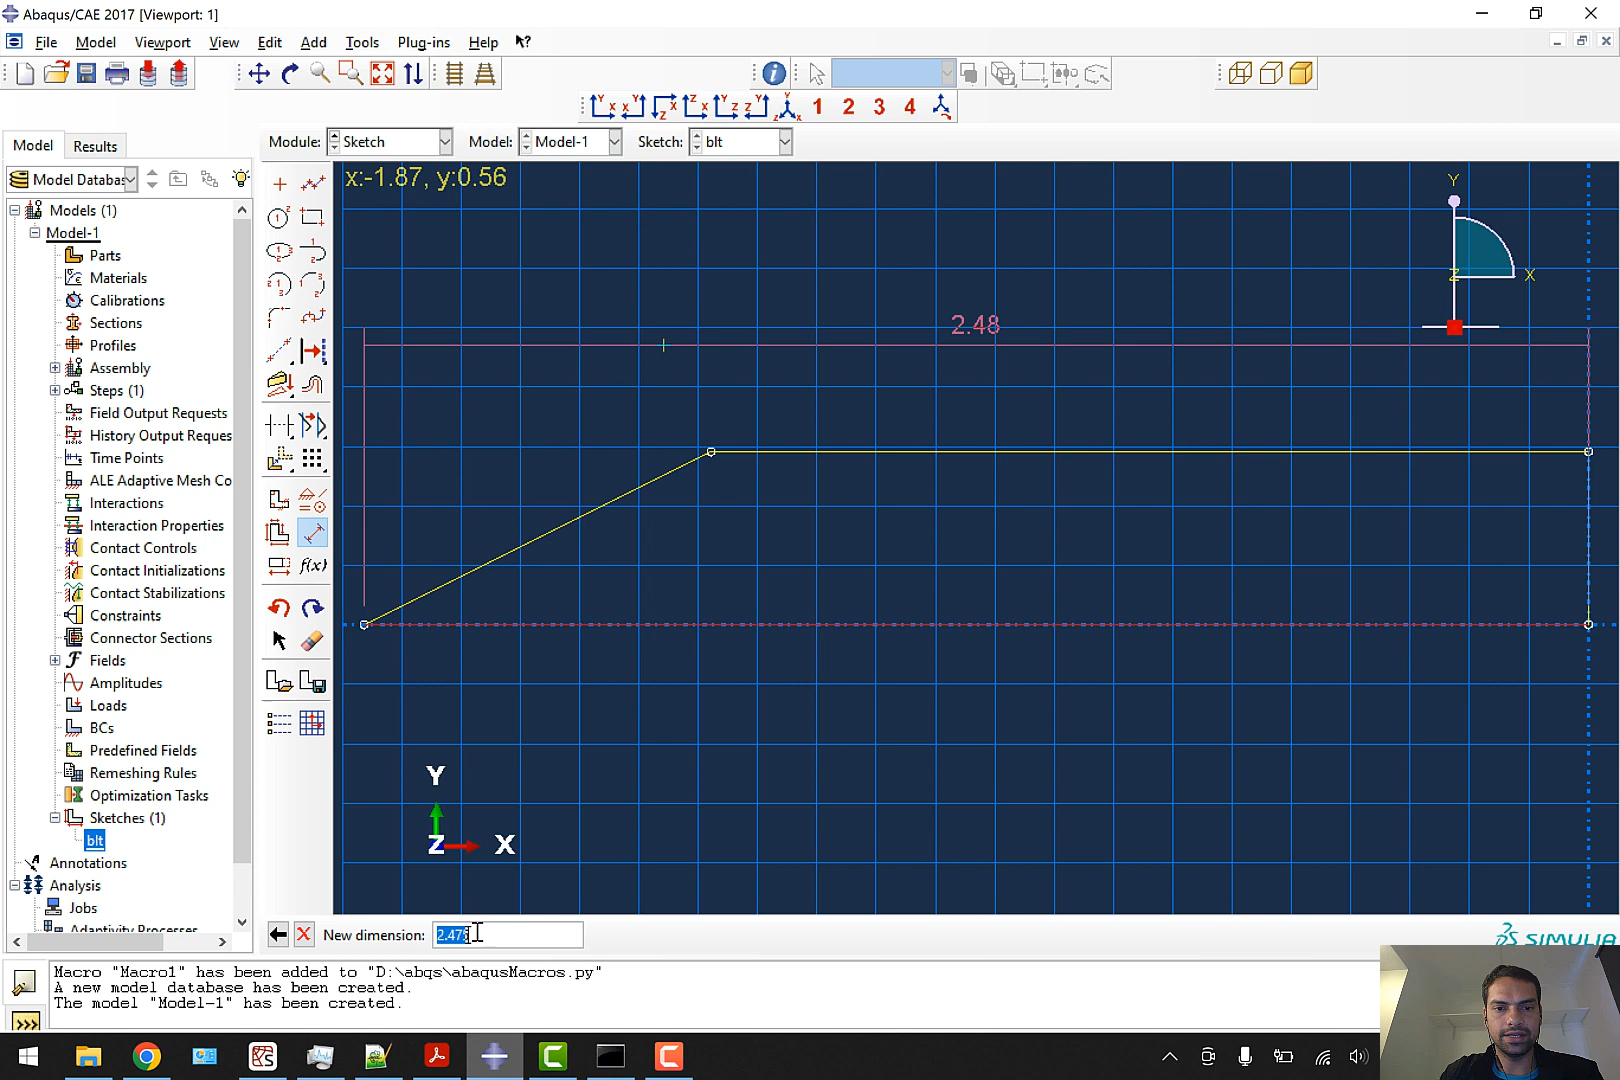 Abaqus/CAE 2017 [Viewport: 1]
File Model Viewport View Edit Add Tools Plug-ins Help
1 2 3 4
Model Results
Module: Sketch Model: Model-1 Sketch: blt
Model Databas
x:-1.87, y:0.56
Models (1)
Model-1
Parts
Materials
Calibrations
Sections
Profiles
Assembly
Steps (1)
Field Output Requests
History Output Reques
Time Points
ALE Adaptive Mesh Co
Interactions
Interaction Properties
Contact Controls
Contact Initializations
Contact Stabilizations
Constraints
Connector Sections
Fields
Amplitudes
Loads
BCs
Predefined Fields
Remeshing Rules
Optimization Tasks
Sketches (1)
blt
Annotations
Analysis
Jobs
Adaptivity Processes
f(x)
2.48
Y
Z X
Y
Z X
New dimension: 2.47
SIMULIA
Macro "Macro1" has been added to "D:\abqs\abaqusMacros.py"
A new model database has been created.
The model "Model-1" has been created.